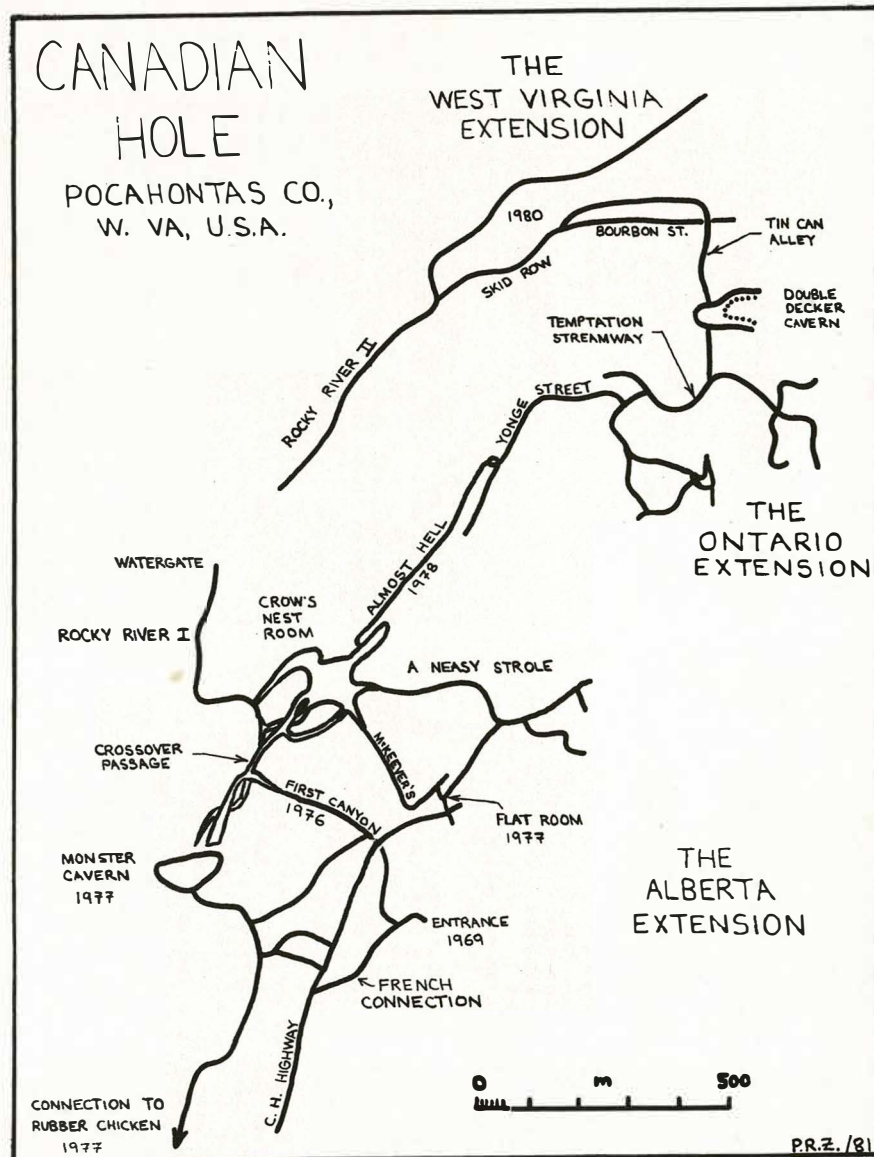 CANADIAN
HOLE
POCAHONTAS CO.,
W. VA, U.S.A.
THE
WEST VIRGINIA
EXTENSION
1980
BOURBON ST.
TIN CAN
ALLEY
SKID ROW
DOUBLE
DECKER
CAVERN
TEMPTATION
STREAMWAY
ROCKY RIVER II
YONGE STREET
THE
ONTARIO
EXTENSION
ALMOST HELL
1978
WATERGATE
CROW'S
NEST
ROOM
ROCKY RIVER I
A NEASY STROLE
CROSSOVER
PASSAGE
McKEEVER'S
FIRST CANYON
1976
FLAT ROOM
1977
MONSTER
CAVERN
1977
THE
ALBERTA
EXTENSION
ENTRANCE
1969
FRENCH
CONNECTION
C. H. HIGHWAY
0 m 500
CONNECTION TO
RUBBER CHICKEN
1977
P.R.Z. /81